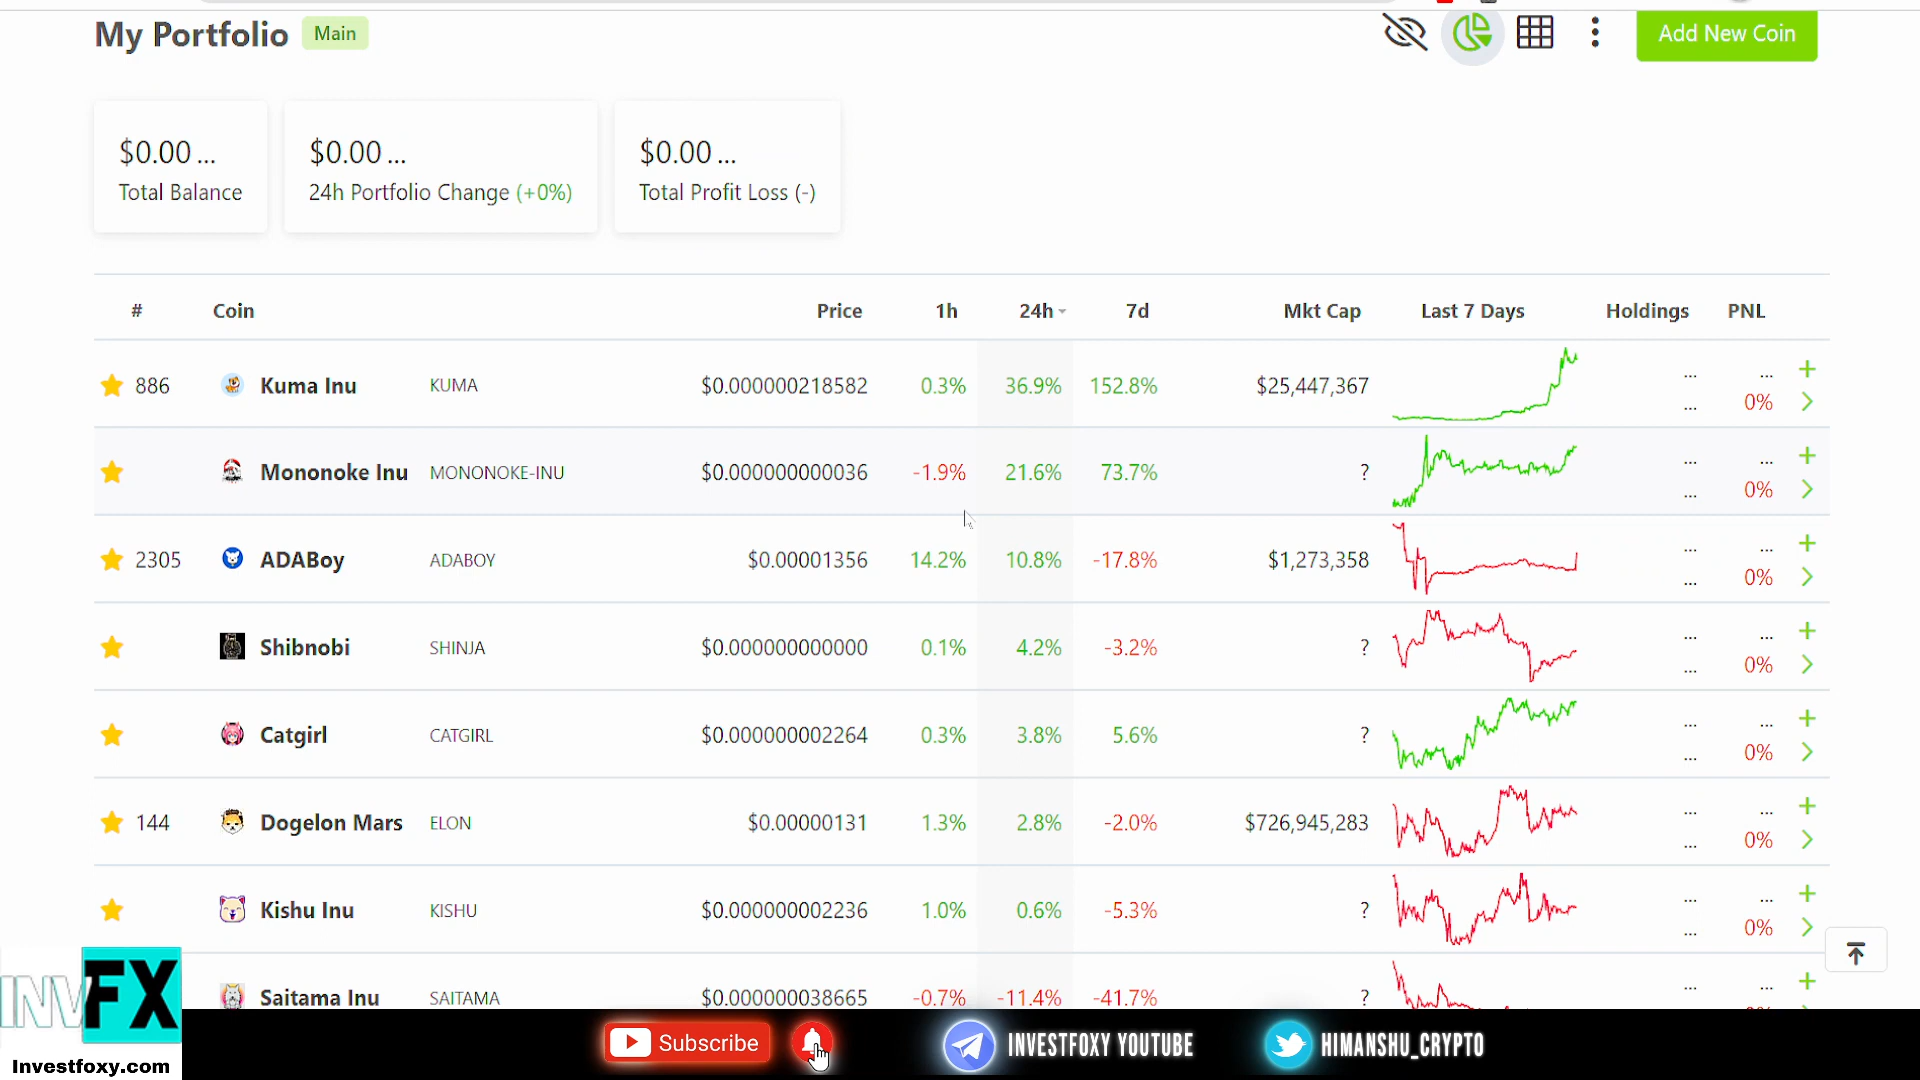 My Portfolio Main Add New Coin
$0.00 ... $0.00 ... $0.00 ...
Total Balance 24h Portfolio Change (+0%) Total Profit Loss (-)
# Coin Price 1h 24h 7d Mkt Cap Last 7 Days Holdings PNL
886 Kuma Inu KUMA $0.000000218582 0.3% 36.9% 152.8% $25,447,367 ... ... +
... 0%
Mononoke Inu MONONOKE-INU $0.000000000036 -1.9% 21.6% 73.7% ? ... ... +
... 0%
2305 ADABoy ADABOY $0.00001356 14.2% 10.8% -17.8% $1,273,358 ... ... +
... 0%
Shibnobi SHINJA $0.000000000000 0.1% 4.2% -3.2% ? ... ... +
... 0%
Catgirl CATGIRL $0.000000002264 0.3% 3.8% 5.6% ? ... ... +
... 0%
144 Dogelon Mars ELON $0.00000131 1.3% 2.8% -2.0% $726,945,283 ... ... +
... 0%
Kishu Inu KISHU $0.000000002236 1.0% 0.6% -5.3% ? ... ... +
... 0%
Saitama Inu SAITAMA $0.000000038665 -0.7% -11.4% -41.7% ? ... ... +
INVFX
Investfoxy.com
Subscribe INVESTFOXY YOUTUBE HIMANSHU_CRYPTO